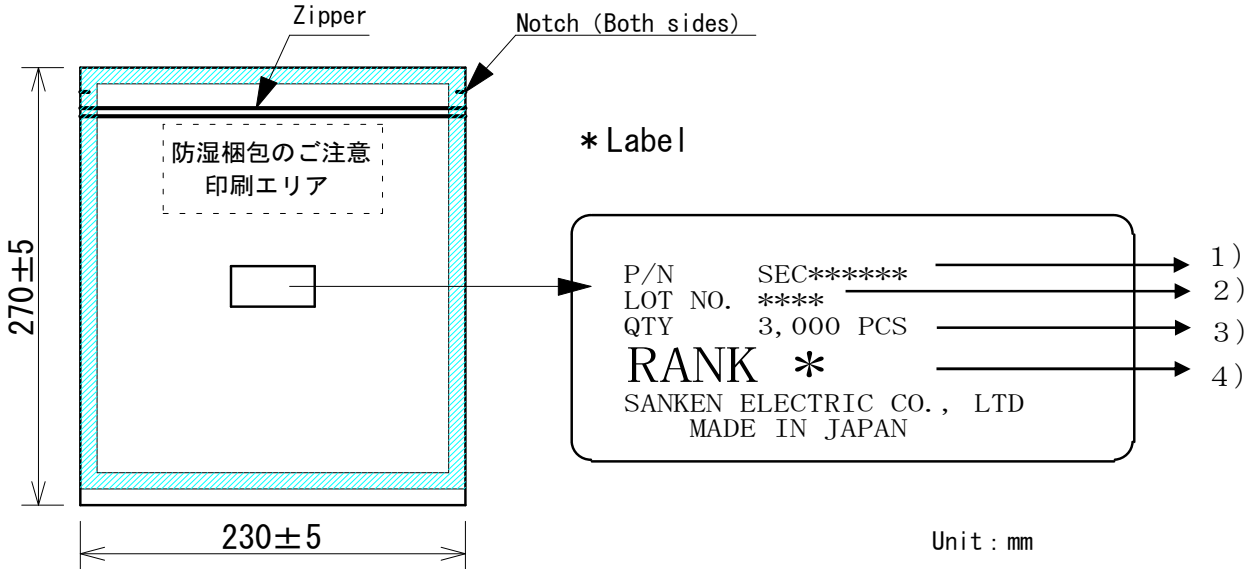 Zipper
Notch (Both sides)
防湿梱包のご注意
印刷エリア
270±5
230±5
*Label
P/N SEC******
LOT NO. ****
QTY 3,000 PCS
RANK *
SANKEN ELECTRIC CO., LTD
MADE IN JAPAN
1)
2)
3)
4)
Unit:mm